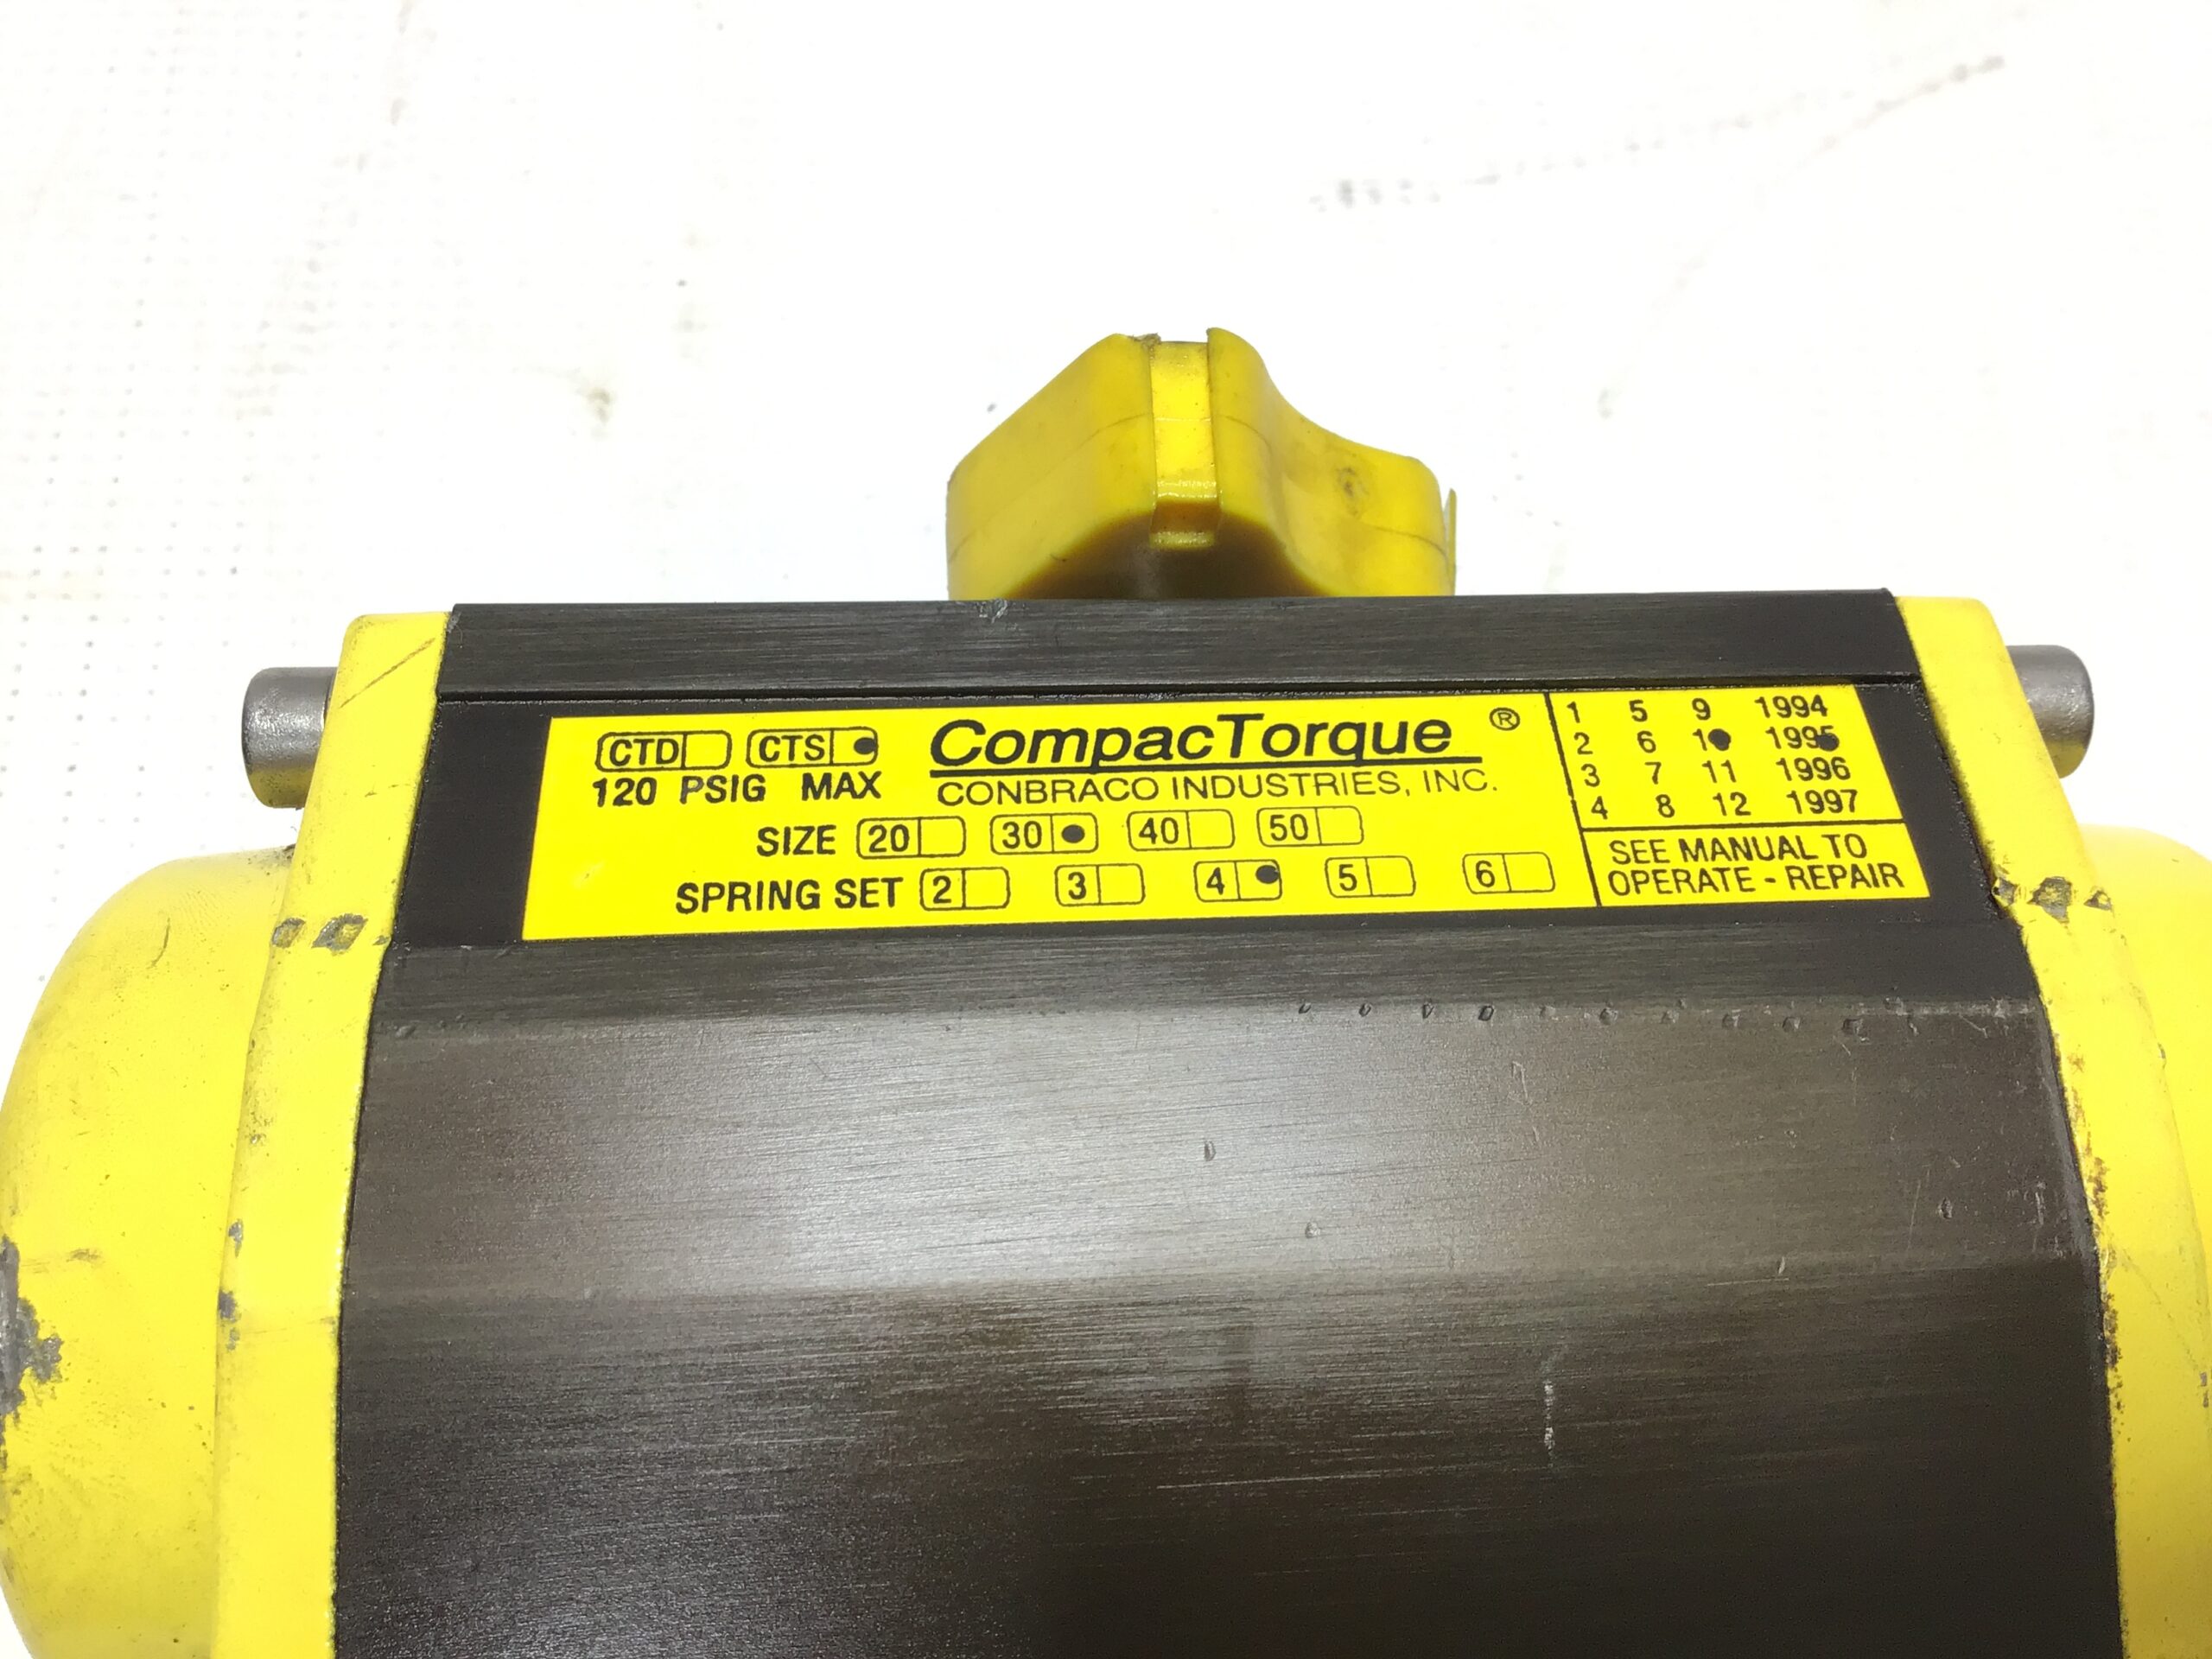 CTD CTS CompacTorque ®
120 PSIG MAX CONBRACO INDUSTRIES, INC.
SIZE 20 30 40 50
SPRING SET 2 3 4 5 6
1 5 9 1994
2 6 10 1995
3 7 11 1996
4 8 12 1997
SEE MANUAL TO
OPERATE - REPAIR